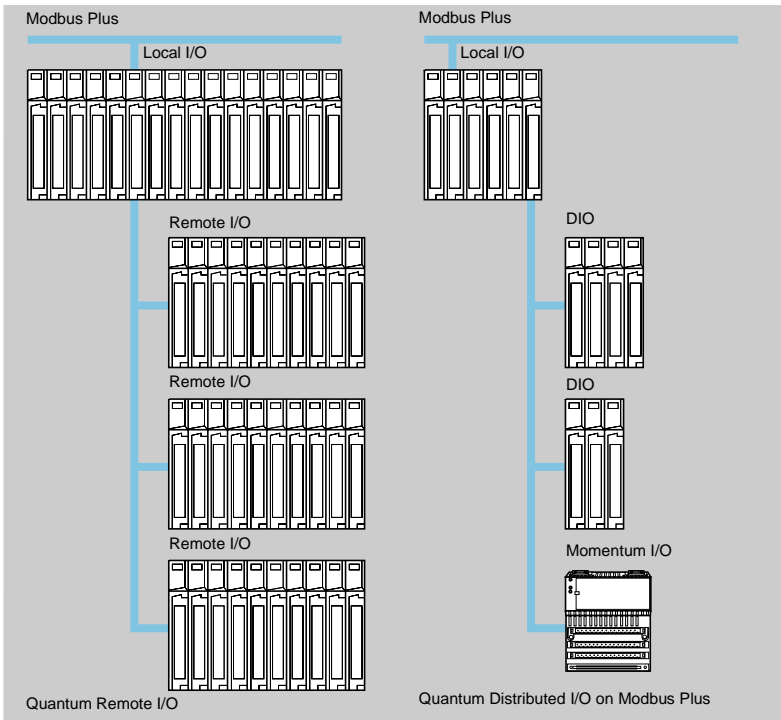 Modbus Plus
Local I/O
Remote I/O
Remote I/O
Remote I/O
Quantum Remote I/O
Modbus Plus
Local I/O
DIO
DIO
Momentum I/O
Quantum Distributed I/O on Modbus Plus